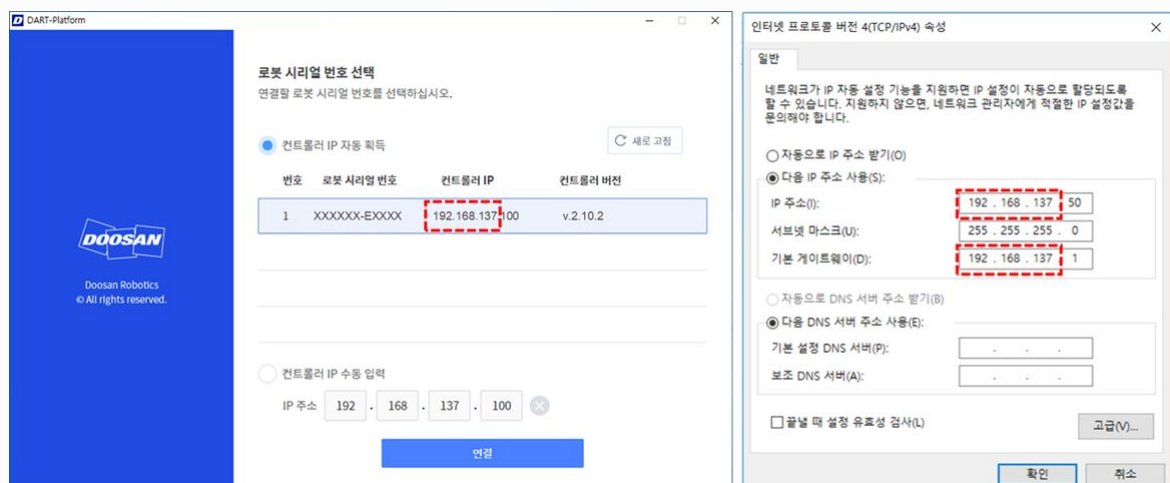 DART-Platform
로봇 시리얼 번호 선택
연결할 로봇 시리얼 번호를 선택하십시오.
컨트롤러 IP 자동 획득
새로 고침
번호 로봇 시리얼 번호 컨트롤러 IP 컨트롤러 버전
1 XXXXXX-EXXXX 192.168.137.100 v.2.10.2
DOOSAN
Doosan Robotics
© All rights reserved.
컨트롤러 IP 수동 입력
IP 주소 192 . 168 . 137 . 100
연결
인터넷 프로토콜 버전 4(TCP/IPv4) 속성
일반
네트워크가 IP 자동 설정 기능을 지원하면 IP 설정이 자동으로 할당되도록
할 수 있습니다. 지원하지 않으면, 네트워크 관리자에게 적절한 IP 설정값을
문의해야 합니다.
자동으로 IP 주소 받기(O)
다음 IP 주소 사용(S):
IP 주소(I): 192 . 168 . 137 . 50
서브넷 마스크(U): 255 . 255 . 255 . 0
기본 게이트웨이(D): 192 . 168 . 137 . 1
자동으로 DNS 서버 주소 받기(B)
다음 DNS 서버 주소 사용(E):
기본 설정 DNS 서버(P): . . .
보조 DNS 서버(A): . . .
끝낼 때 설정 유효성 검사(L)
고급(V)...
확인 취소